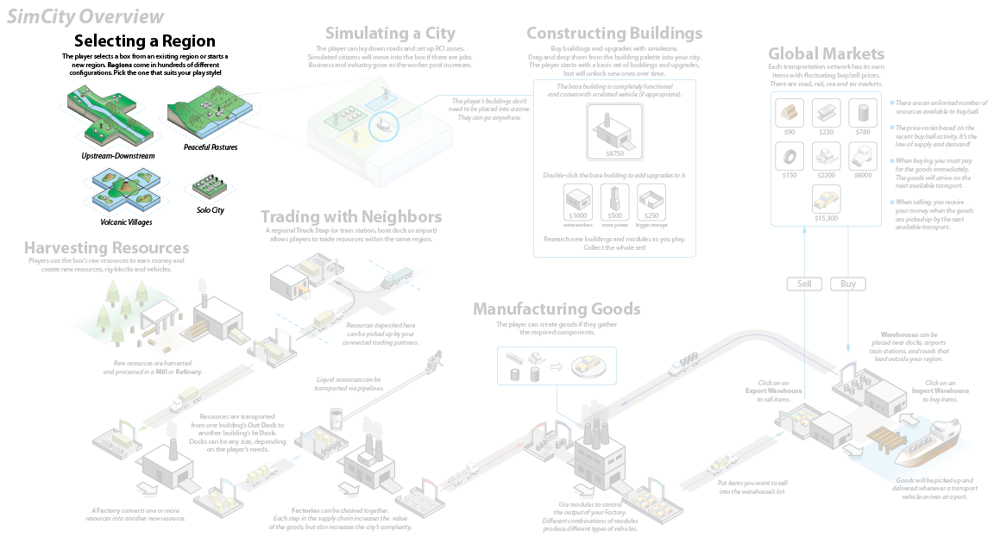 SimCity Overview
Selecting a Region
The player selects a box from an existing region or starts a
new region. Regions come in hundreds of different
configurations. Pick the one that suits your play style!
Upstream-Downstream
Peaceful Pastures
Volcanic Villages
Solo City
Simulating a City
The player can lay down roads and set up RCI zones.
Simulated citizens will move into the box if there are jobs.
Business and industry grow as the worker pool increases.
The player's buildings don't
need to be placed into a zone.
They can go anywhere.
Constructing Buildings
Buy buildings and upgrades with simoleons.
Drag and drop them from the building palette into your city.
The player starts with a basic set of buildings and upgrades,
but will unlock new ones over time.
The base building is completely functional
and comes with a related vehicle (if appropriate).
$8750
Double-click the base building to add upgrades to it.
$1000
$500
$250
extra workers
more power
bigger storage
Research new buildings and modules as you play.
Collect the whole set!
Global Markets
Each transportation network has its own
items with fluctuating buy/sell prices.
There are road, rail, sea and air markets.
$90
$230
$780
$150
$2200
$6000
$15,300
There are an unlimited number of
resources available to buy/sell.
The price varies based on the
recent buy/sell activity. It's the
law of supply and demand!
When buying, you must pay
for the goods immediately.
The goods will arrive on the
next available transport.
When selling, you receive
your money when the goods
are picked up by the next
available transport.
Sell
Buy
Trading with Neighbors
A regional Truck Stop (or train station, boat dock or airport)
allows players to trade resources within the same region.
Resources deposited here
can be picked up by your
connected trading partners.
Harvesting Resources
Players use the box's raw resources to earn money and
create new resources, rig-blocks and vehicles.
Raw resources are harvested
and processed in a Mill or Refinery.
Liquid resources can be
transported via pipelines.
Resources are transported
from one building's Out Dock to
another building's In Dock.
Docks can be any size, depending
on the player's needs.
A Factory converts one or more
resources into another new resource.
Factories can be chained together.
Each step in the supply chain increases the value
of the goods, but also increases the city's complexity.
Manufacturing Goods
The player can create goods if they gather
the required components.
Use modules to control
the output of your Factory.
Different combinations of modules
produce different types of vehicles.
Put items you want to sell
into the warehouse's lot.
Click on an
Export Warehouse
to sell items.
Warehouses can be
placed near docks, airports
train stations, and roads that
lead outside your region.
Click on an
Import Warehouse
to buy items.
Goods will be picked up and
delivered whenever a transport
vehicle arrives at a port.